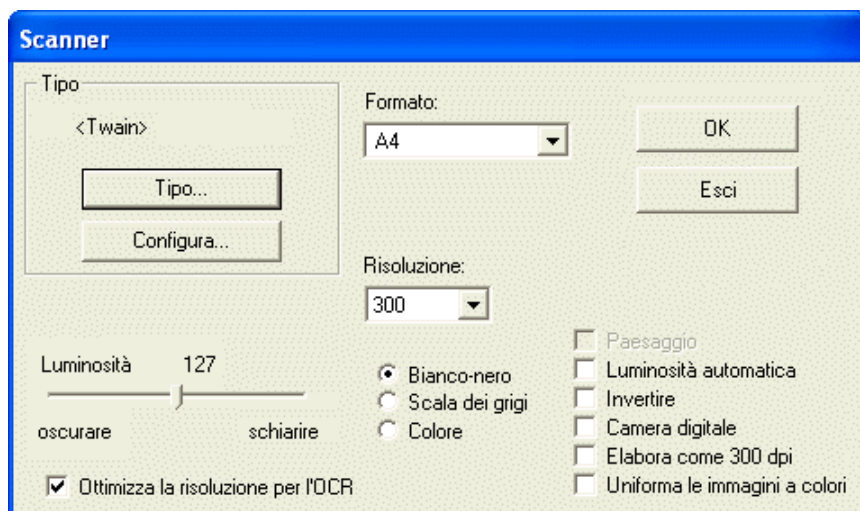 Scanner
Tipo
<Twain>
Tipo...
Configura...
Formato:
A4
OK
Esci
Risoluzione:
300
Luminosità 127
oscurare schiarire
Bianco-nero
Scala dei grigi
Colore
Paesaggio
Luminosità automatica
Invertire
Camera digitale
Elabora come 300 dpi
Uniforma le immagini a colori
Ottimizza la risoluzione per l'OCR